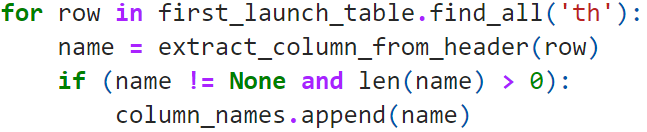 for row in first_launch_table.find_all('th'):
    name = extract_column_from_header(row)
    if (name != None and len(name) > 0):
        column_names.append(name)